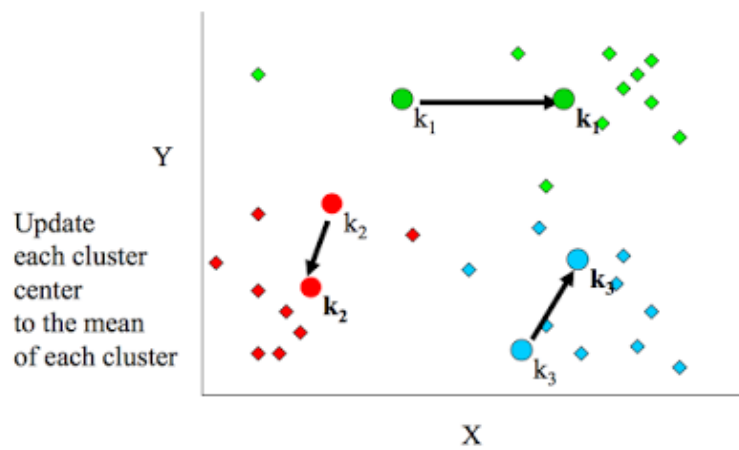 Y
k1
k1
k2
k2
k3
k3
Update
each cluster
center
to the mean
of each cluster
X